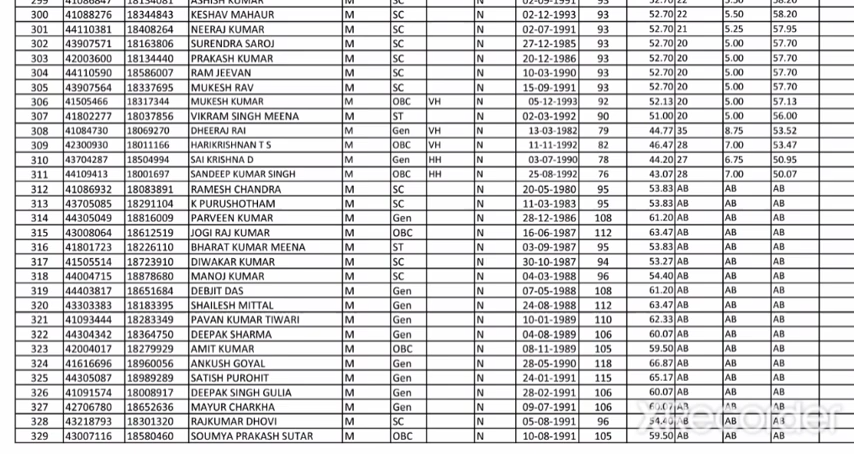 299 41086847 18134081 ASHISH KUMAR M SC N 02-09-1991 93 52.70 22 5.50 58.20
300 41088276 18344843 KESHAV MAHAUR M SC N 02-12-1993 93 52.70 22 5.50 58.20
301 44110381 18408264 NEERAJ KUMAR M SC N 02-07-1991 93 52.70 21 5.25 57.95
302 43907571 18163806 SURENDRA SAROJ M SC N 27-12-1985 93 52.70 20 5.00 57.70
303 42003600 18134440 PRAKASH KUMAR M SC N 20-12-1986 93 52.70 20 5.00 57.70
304 44110590 18586007 RAM JEEVAN M SC N 10-03-1990 93 52.70 20 5.00 57.70
305 43907564 18337695 MUKESH RAV M SC N 15-09-1991 93 52.70 20 5.00 57.70
306 41505466 18317344 MUKESH KUMAR M OBC VH N 05-12-1993 92 52.13 20 5.00 57.13
307 41802277 18037856 VIKRAM SINGH MEENA M ST N 02-03-1992 90 51.00 20 5.00 56.00
308 41084730 18069270 DHEERAJ RAI M Gen VH N 13-03-1982 79 44.77 35 8.75 53.52
309 42300930 18011166 HARIKRISHNAN T S M OBC VH N 11-11-1992 82 46.47 28 7.00 53.47
310 43704287 18504994 SAI KRISHNA D M Gen HH N 03-07-1990 78 44.20 27 6.75 50.95
311 44109413 18001697 SANDEEP KUMAR SINGH M OBC HH N 25-08-1992 76 43.07 28 7.00 50.07
312 41086932 18083891 RAMESH CHANDRA M SC N 20-05-1980 95 53.83 AB AB AB
313 43705085 18291104 K PURUSHOTHAM M SC N 11-03-1983 95 53.83 AB AB AB
314 44305049 18816009 PARVEEN KUMAR M Gen N 28-12-1986 108 61.20 AB AB AB
315 43008064 18612519 JOGI RAJ KUMAR M OBC N 16-06-1987 112 63.47 AB AB AB
316 41801723 18226110 BHARAT KUMAR MEENA M ST N 03-09-1987 95 53.83 AB AB AB
317 41505514 18723910 DIWAKAR KUMAR M SC N 30-10-1987 94 53.27 AB AB AB
318 44004715 18878680 MANOJ KUMAR M SC N 04-03-1988 96 54.40 AB AB AB
319 44403817 18651684 DEBJIT DAS M Gen N 07-05-1988 108 61.20 AB AB AB
320 43303383 18183395 SHAILESH MITTAL M Gen N 24-08-1988 112 63.47 AB AB AB
321 41093444 18283349 PAVAN KUMAR TIWARI M Gen N 10-01-1989 110 62.33 AB AB AB
322 44304342 18364750 DEEPAK SHARMA M Gen N 04-08-1989 106 60.07 AB AB AB
323 42004017 18279929 AMIT KUMAR M OBC N 08-11-1989 105 59.50 AB AB AB
324 41616696 18960056 ANKUSH GOYAL M Gen N 28-05-1990 118 66.87 AB AB AB
325 44305087 18989289 SATISH PUROHIT M Gen N 24-01-1991 115 65.17 AB AB AB
326 41091574 18008917 DEEPAK SINGH GULIA M Gen N 28-02-1991 106 60.07 AB AB AB
327 42706780 18652636 MAYUR CHARKHA M Gen N 09-07-1991 106 60.07 AB AB AB
328 43218793 18301320 RAJKUMAR DHOVI M SC N 05-08-1991 96 54.40 AB AB AB
329 43007116 18580460 SOUMYA PRAKASH SUTAR M OBC N 10-08-1991 105 59.50 AB AB AB
XRecorder